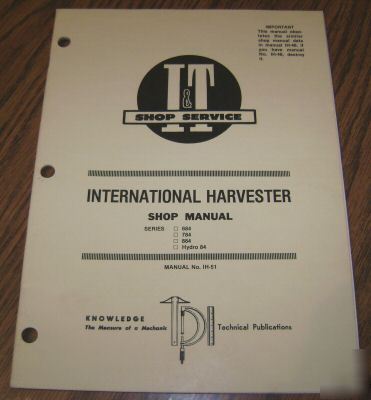 IMPORTANT
This manual obso-
letes the similar
shop manual data
in manual IH-46. If
you have manual
No. IH-46, destroy
it.
I&T
SHOP SERVICE
INTERNATIONAL HARVESTER
SHOP MANUAL
SERIES □ 684
□ 784
□ 884
□ Hydro 84
MANUAL No. IH-51
KNOWLEDGE
The Measure of a Mechanic
Technical Publications